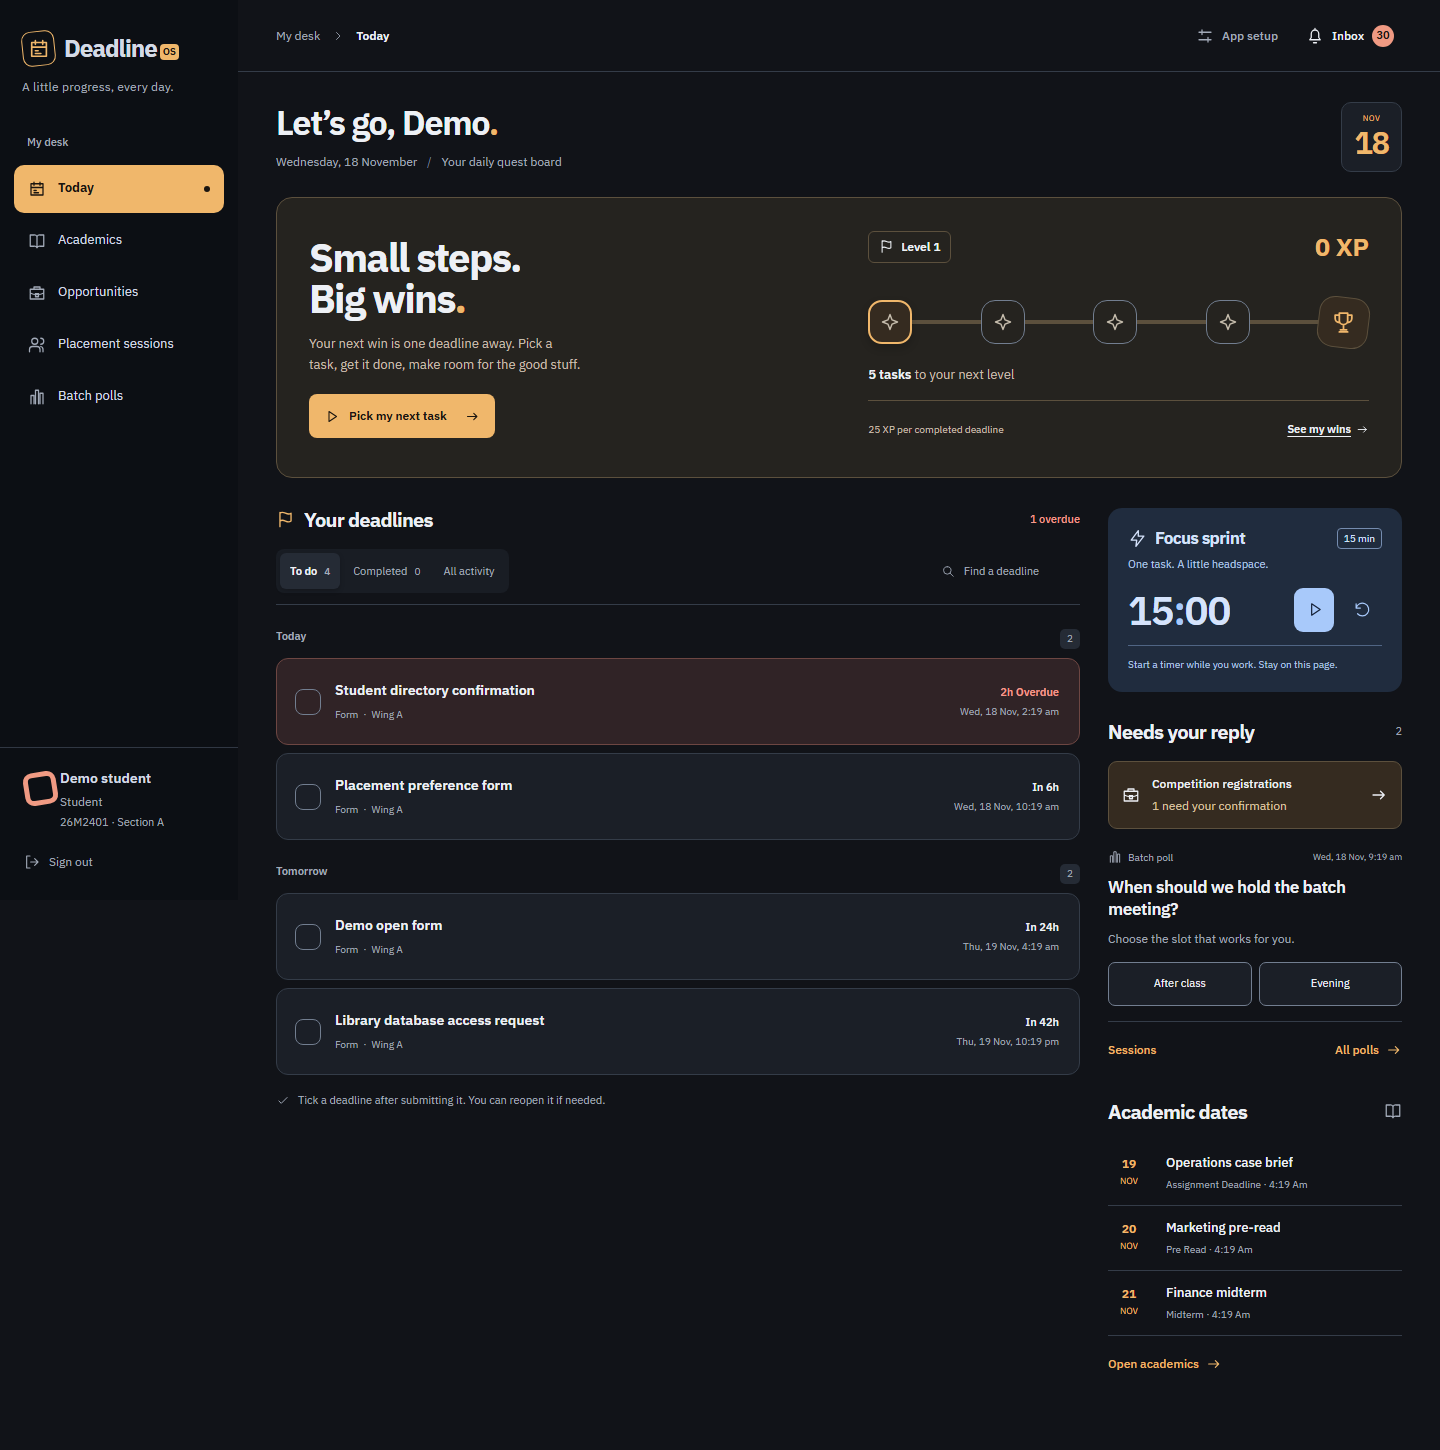 Deadline OS
A little progress, every day.
My desk
Today
Academics
Opportunities
Placement sessions
Batch polls
Demo student
Student
26M2401 · Section A
Sign out
My desk > Today
App setup
Inbox 30
Let's go, Demo.
Wednesday, 18 November / Your daily quest board
NOV
18
Small steps.
Big wins.
Your next win is one deadline away. Pick a
task, get it done, make room for the good stuff.
Pick my next task →
Level 1
0 XP
5 tasks to your next level
25 XP per completed deadline
See my wins →
Your deadlines
1 overdue
To do 4
Completed 0
All activity
Find a deadline
Today
2
Student directory confirmation
Form · Wing A
2h Overdue
Wed, 18 Nov, 2:19 am
Placement preference form
Form · Wing A
In 6h
Wed, 18 Nov, 10:19 am
Tomorrow
2
Demo open form
Form · Wing A
In 24h
Thu, 19 Nov, 4:19 am
Library database access request
Form · Wing A
In 42h
Thu, 19 Nov, 10:19 pm
Tick a deadline after submitting it. You can reopen it if needed.
Focus sprint
15 min
One task. A little headspace.
15:00
Start a timer while you work. Stay on this page.
Needs your reply
2
Competition registrations
1 need your confirmation
Batch poll
Wed, 18 Nov, 9:19 am
When should we hold the batch
meeting?
Choose the slot that works for you.
After class
Evening
Sessions
All polls →
Academic dates
19
NOV
Operations case brief
Assignment Deadline · 4:19 Am
20
NOV
Marketing pre-read
Pre Read · 4:19 Am
21
NOV
Finance midterm
Midterm · 4:19 Am
Open academics →